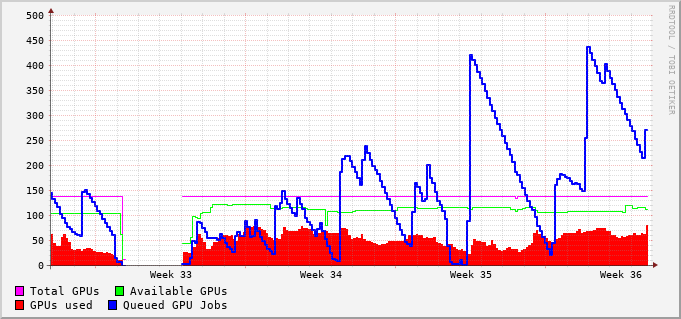 500
450
400
350
300
250
200
150
100
50
0
Week 33 Week 34 Week 35 Week 36
Total GPUs Available GPUs
GPUs used Queued GPU Jobs
RRDTOOL / TOBI OETIKER